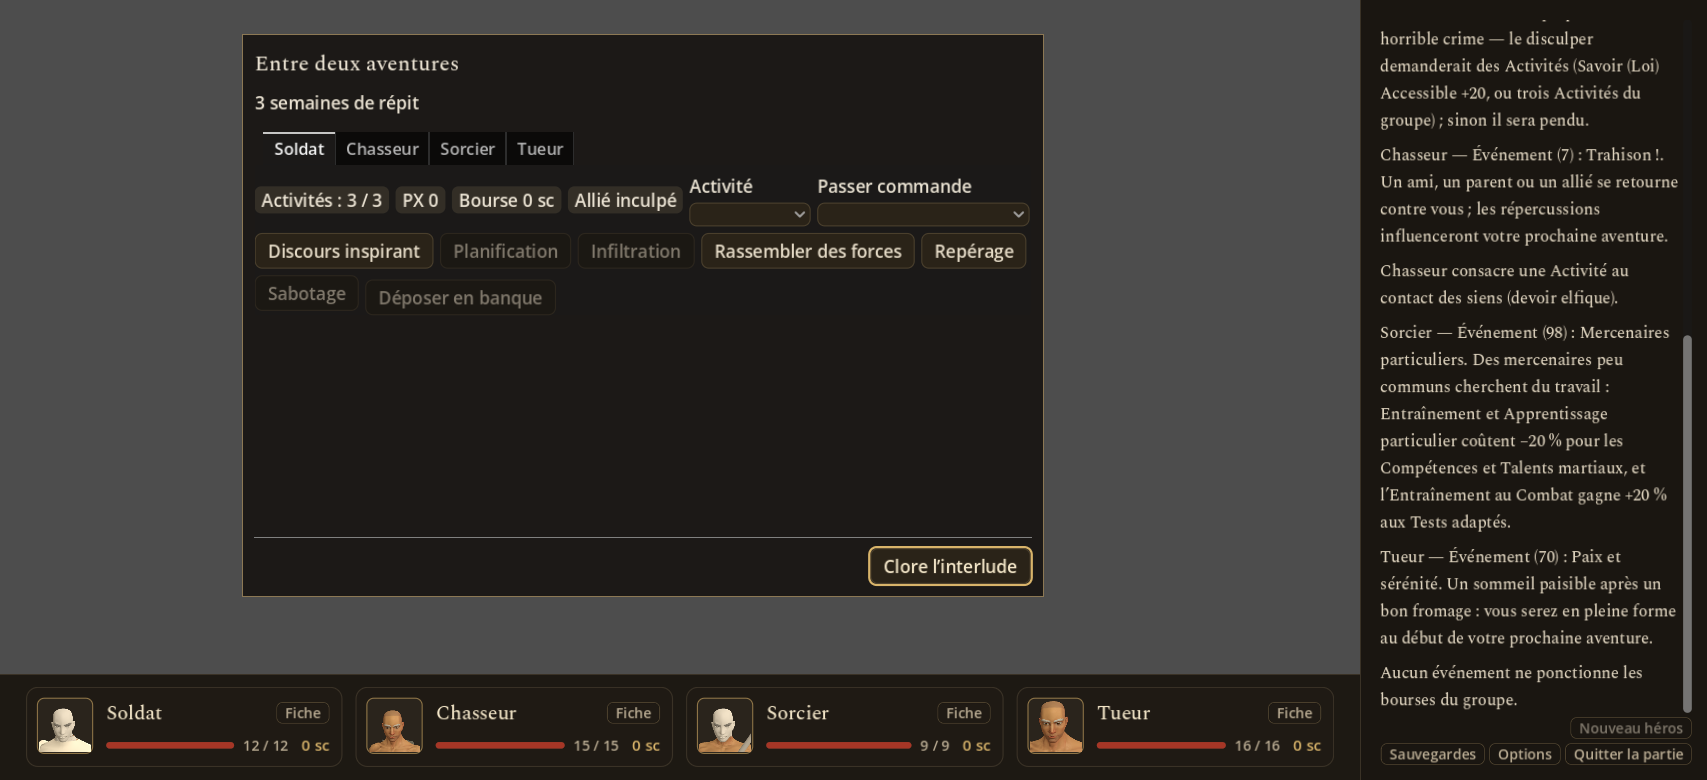 Entre deux aventures
3 semaines de répit
Soldat Chasseur Sorcier Tueur
Activités : 3 / 3 PX 0 Bourse 0 sc Allié inculpé Activité Passer commande
Discours inspirant Planification Infiltration Rassembler des forces Repérage
Sabotage Déposer en banque
Clore l’interlude
Soldat Fiche
12 / 12 0 sc
Chasseur Fiche
15 / 15 0 sc
Sorcier Fiche
9 / 9 0 sc
Tueur Fiche
16 / 16 0 sc
horrible crime — le disculper
demanderait des Activités (Savoir (Loi)
Accessible +20, ou trois Activités du
groupe) ; sinon il sera pendu.
Chasseur — Événement (7) : Trahison !.
Un ami, un parent ou un allié se retourne
contre vous ; les répercussions
influenceront votre prochaine aventure.
Chasseur consacre une Activité au
contact des siens (devoir elfique).
Sorcier — Événement (98) : Mercenaires
particuliers. Des mercenaires peu
communs cherchent du travail :
Entraînement et Apprentissage
particulier coûtent −20 % pour les
Compétences et Talents martiaux, et
l’Entraînement au Combat gagne +20 %
aux Tests adaptés.
Tueur — Événement (70) : Paix et
sérénité. Un sommeil paisible après un
bon fromage : vous serez en pleine forme
au début de votre prochaine aventure.
Aucun événement ne ponctionne les
bourses du groupe.
Nouveau héros
Sauvegardes Options Quitter la partie